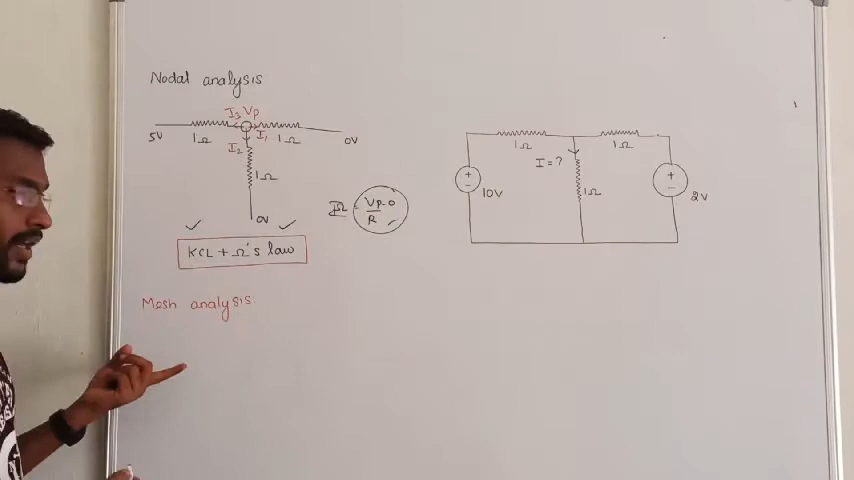 Nodal analysis
I3 VP
5V 1Ω I1 1Ω 0V
I2
1Ω
0V
VP-0
R
KCL + Ω's law
Mesh analysis
1Ω 1Ω
I = ?
10V 1Ω 2V